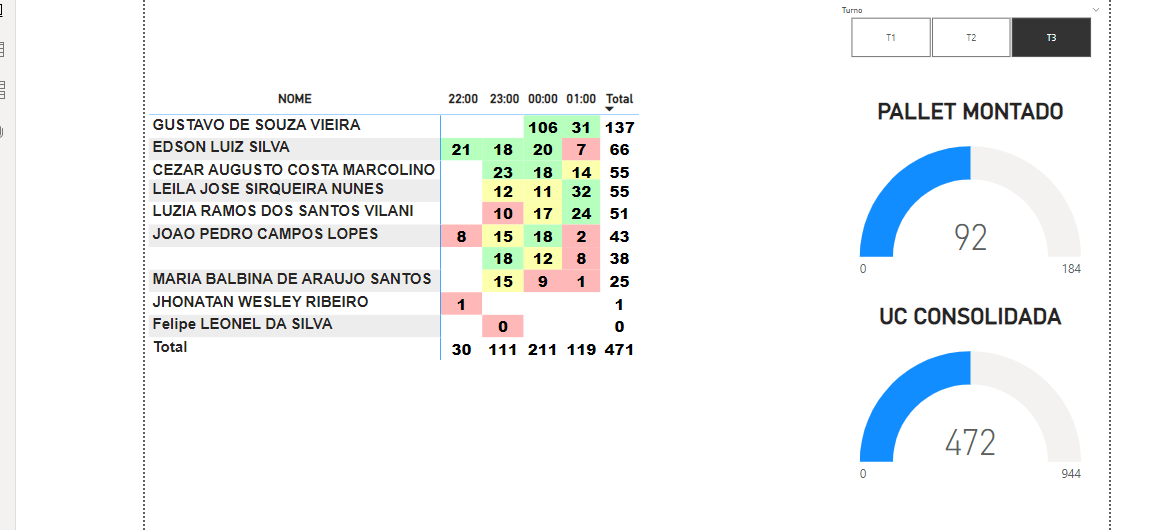 Turno
T1 T2 T3
NOME 22:00 23:00 00:00 01:00 Total
GUSTAVO DE SOUZA VIEIRA 106 31 137
EDSON LUIZ SILVA 21 18 20 7 66
CEZAR AUGUSTO COSTA MARCOLINO 23 18 14 55
LEILA JOSE SIRQUEIRA NUNES 12 11 32 55
LUZIA RAMOS DOS SANTOS VILANI 10 17 24 51
JOAO PEDRO CAMPOS LOPES 8 15 18 2 43
18 12 8 38
MARIA BALBINA DE ARAUJO SANTOS 15 9 1 25
JHONATAN WESLEY RIBEIRO 1 1
Felipe LEONEL DA SILVA 0 0
Total 30 111 211 119 471
PALLET MONTADO
92
0 184
UC CONSOLIDADA
472
0 944